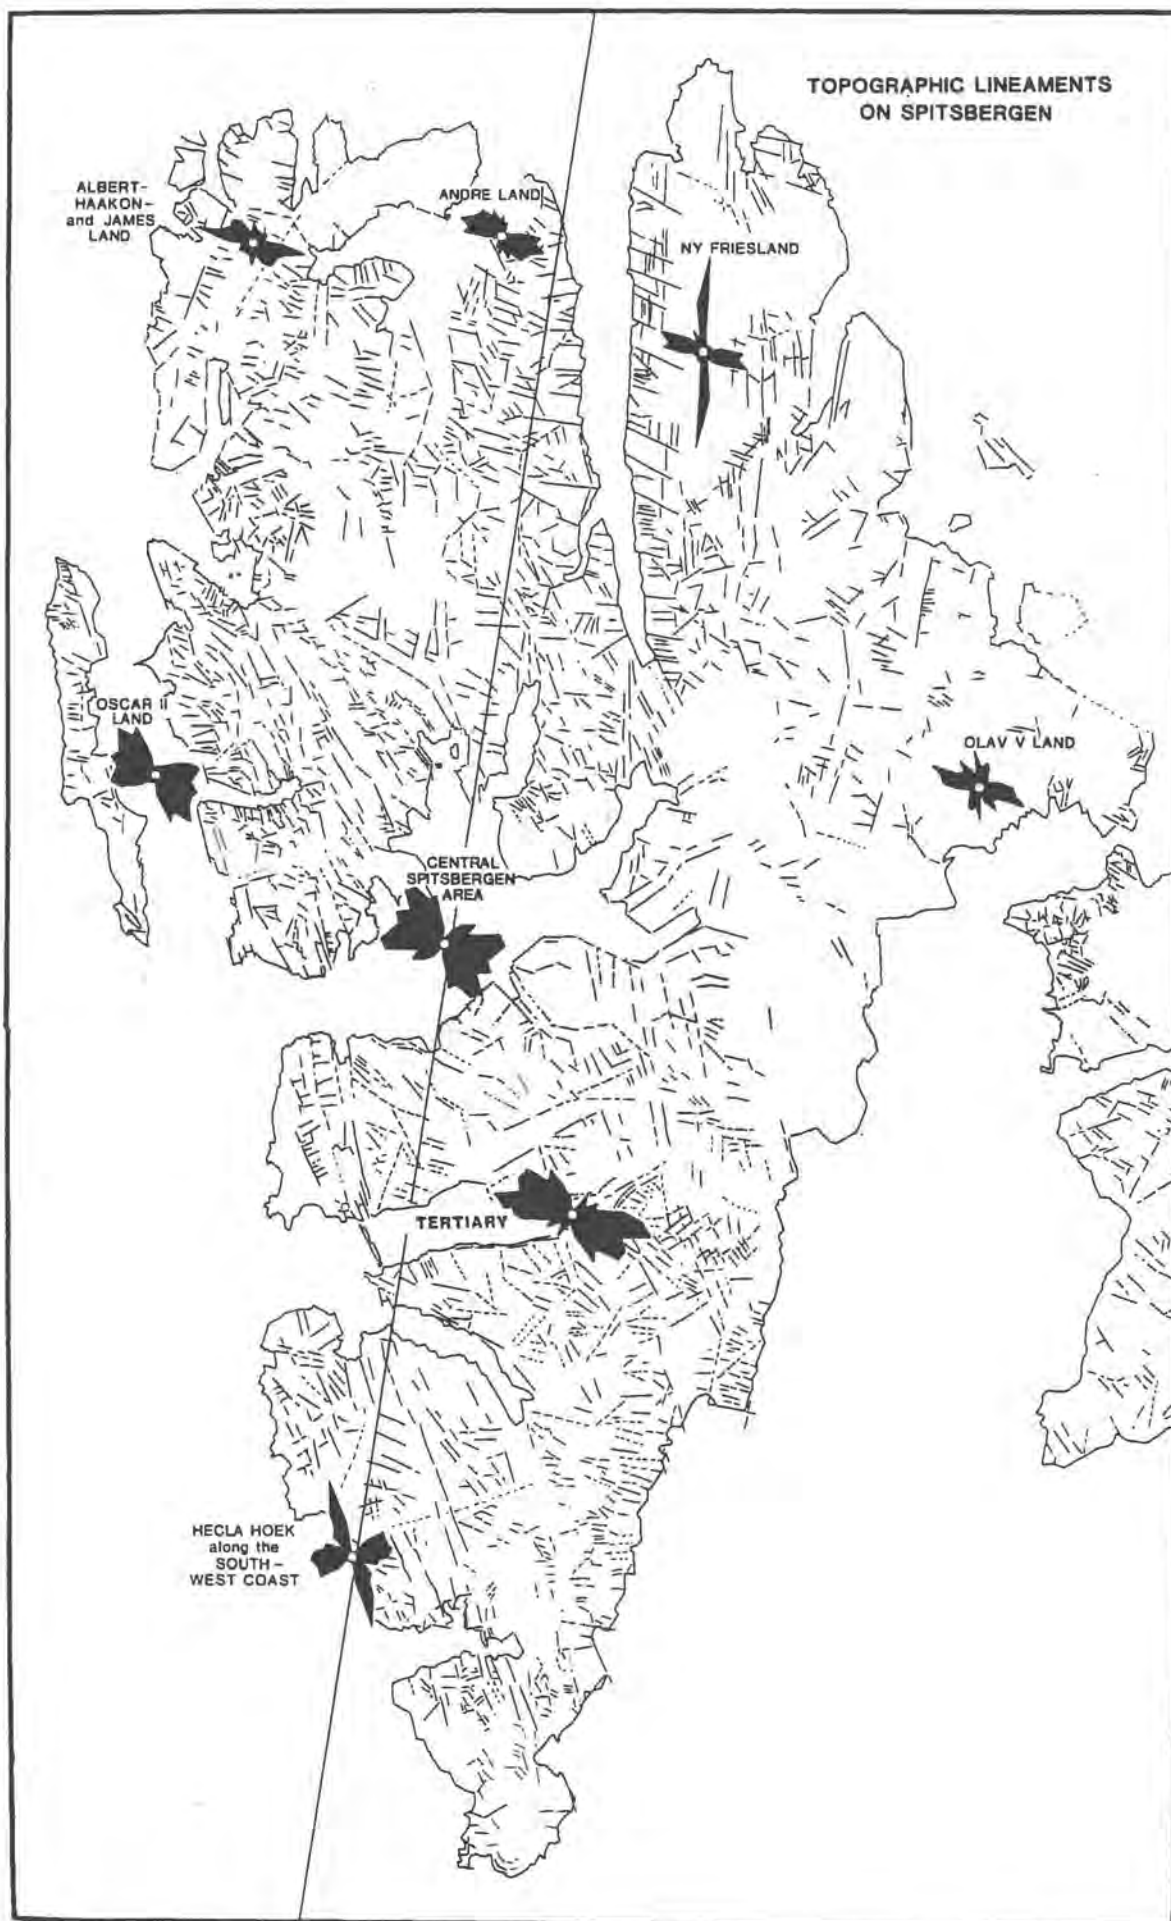 TOPOGRAPHIC LINEAMENTS
ON SPITSBERGEN
ALBERT-
HAAKON-
and JAMES
LAND
ANDRE LAND
NY FRIESLAND
OSCAR II
LAND
OLAV V LAND
CENTRAL
SPITSBERGEN
AREA
TERTIARY
HECLA HOEK
along the
SOUTH-
WEST COAST